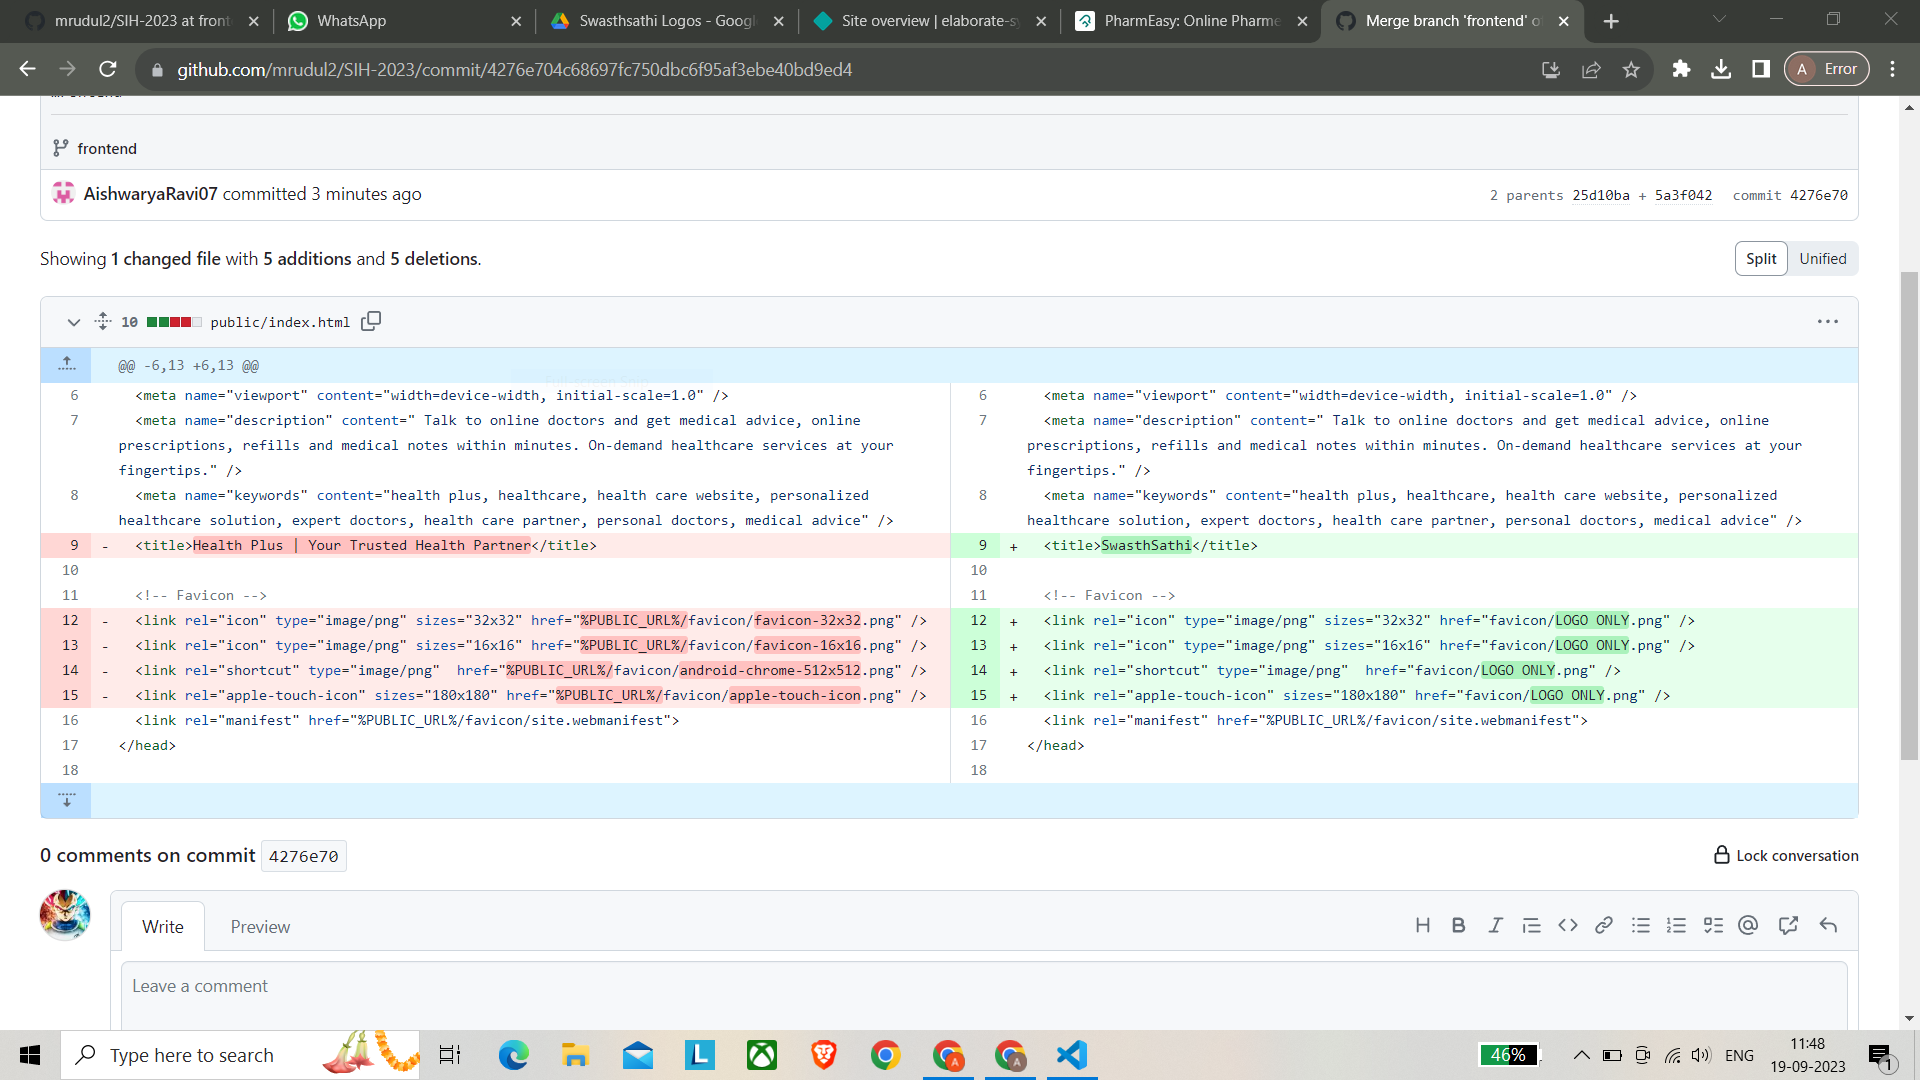 mrudul2/SIH-2023 at front
WhatsApp
Swasthsathi Logos - Googl
Site overview | elaborate-sy
PharmEasy: Online Pharme
Merge branch 'frontend' o
github.com/mrudul2/SIH-2023/commit/4276e704c68697fc750dbc6f95af3ebe40bd9ed4
A Error
frontend
AishwaryaRavi07 committed 3 minutes ago
2 parents 25d10ba + 5a3f042 commit 4276e70
Showing 1 changed file with 5 additions and 5 deletions.
Split Unified
10 public/index.html
@@ -6,13 +6,13 @@
6 <meta name="viewport" content="width=device-width, initial-scale=1.0" />
7 <meta name="description" content=" Talk to online doctors and get medical advice, online
prescriptions, refills and medical notes within minutes. On-demand healthcare services at your
fingertips." />
8 <meta name="keywords" content="health plus, healthcare, health care website, personalized
healthcare solution, expert doctors, health care partner, personal doctors, medical advice" />
9 - <title>Health Plus | Your Trusted Health Partner</title>
10
11 <!-- Favicon -->
12 - <link rel="icon" type="image/png" sizes="32x32" href="%PUBLIC_URL%/favicon/favicon-32x32.png" />
13 - <link rel="icon" type="image/png" sizes="16x16" href="%PUBLIC_URL%/favicon/favicon-16x16.png" />
14 - <link rel="shortcut" type="image/png"  href="%PUBLIC_URL%/favicon/android-chrome-512x512.png" />
15 - <link rel="apple-touch-icon" sizes="180x180" href="%PUBLIC_URL%/favicon/apple-touch-icon.png" />
16 <link rel="manifest" href="%PUBLIC_URL%/favicon/site.webmanifest">
17 </head>
18
6 <meta name="viewport" content="width=device-width, initial-scale=1.0" />
7 <meta name="description" content=" Talk to online doctors and get medical advice, online
prescriptions, refills and medical notes within minutes. On-demand healthcare services at your
fingertips." />
8 <meta name="keywords" content="health plus, healthcare, health care website, personalized
healthcare solution, expert doctors, health care partner, personal doctors, medical advice" />
9 + <title>SwasthSathi</title>
10
11 <!-- Favicon -->
12 + <link rel="icon" type="image/png" sizes="32x32" href="favicon/LOGO ONLY.png" />
13 + <link rel="icon" type="image/png" sizes="16x16" href="favicon/LOGO ONLY.png" />
14 + <link rel="shortcut" type="image/png"  href="favicon/LOGO ONLY.png" />
15 + <link rel="apple-touch-icon" sizes="180x180" href="favicon/LOGO ONLY.png" />
16 <link rel="manifest" href="%PUBLIC_URL%/favicon/site.webmanifest">
17 </head>
18
0 comments on commit 4276e70
Lock conversation
Write Preview
Leave a comment
Type here to search
46%
ENG
11:48
19-09-2023
1